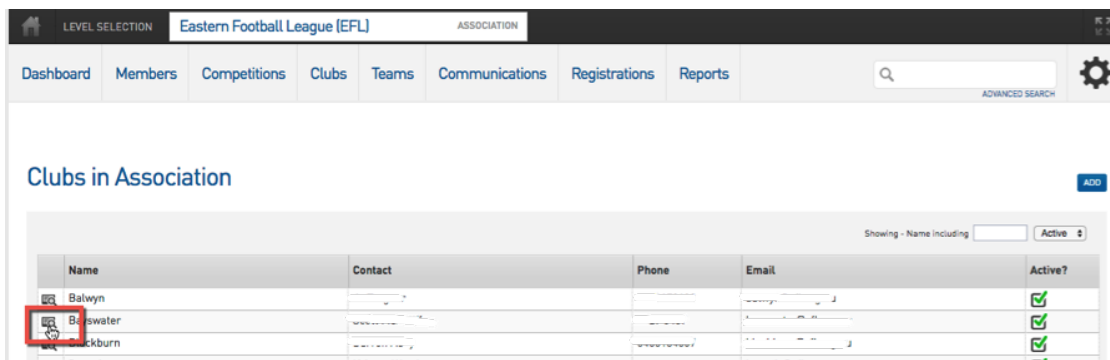 LEVEL SELECTION Eastern Football League (EFL) ASSOCIATION
Dashboard Members Competitions Clubs Teams Communications Registrations Reports
ADVANCED SEARCH
Clubs in Association
ADD
Showing - Name including Active
Name Contact Phone Email Active?
Balwyn
Bayswater
Blackburn